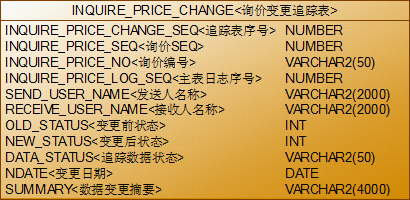 INQUIRE_PRICE_CHANGE<询价变更追踪表>
INQUIRE_PRICE_CHANGE_SEQ<追踪表序号> NUMBER
INQUIRE_PRICE_SEQ<询价SEQ> NUMBER
INQUIRE_PRICE_NO<询价编号> VARCHAR2(50)
INQUIRE_PRICE_LOG_SEQ<主表日志序号> NUMBER
SEND_USER_NAME<发送人名称> VARCHAR2(2000)
RECEIVE_USER_NAME<接收人名称> VARCHAR2(2000)
OLD_STATUS<变更前状态> INT
NEW_STATUS<变更后状态> INT
DATA_STATUS<追踪数据状态> VARCHAR2(50)
NDATE<变更日期> DATE
SUMMARY<数据变更摘要> VARCHAR2(4000)